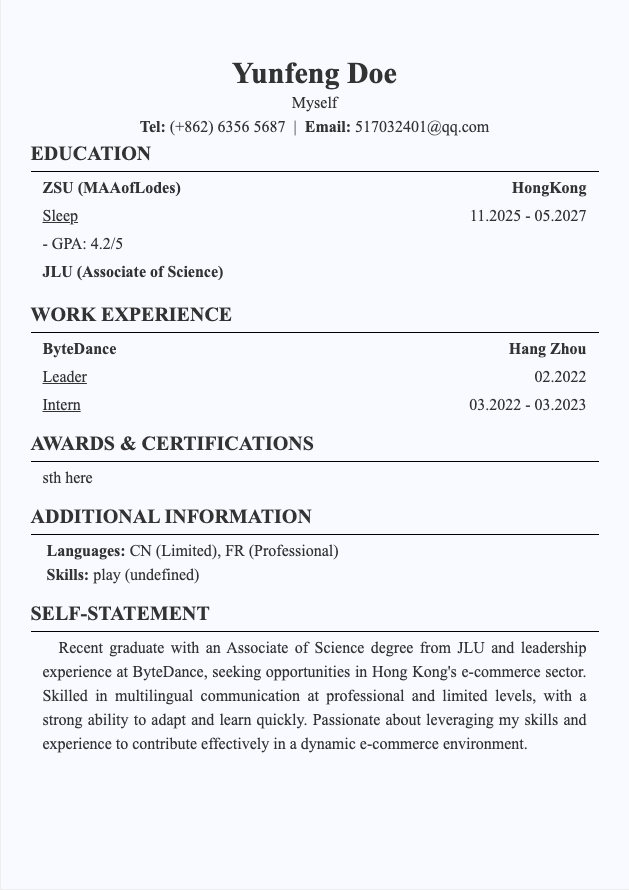 Yunfeng Doe
Myself
Tel: (+862) 6356 5687 | Email: 517032401@qq.com
EDUCATION
ZSU (MAAofLodes) HongKong
Sleep 11.2025 - 05.2027
- GPA: 4.2/5
JLU (Associate of Science)
WORK EXPERIENCE
ByteDance Hang Zhou
Leader 02.2022
Intern 03.2022 - 03.2023
AWARDS & CERTIFICATIONS
sth here
ADDITIONAL INFORMATION
Languages: CN (Limited), FR (Professional)
Skills: play (undefined)
SELF-STATEMENT
Recent graduate with an Associate of Science degree from JLU and leadership
experience at ByteDance, seeking opportunities in Hong Kong's e-commerce sector.
Skilled in multilingual communication at professional and limited levels, with a
strong ability to adapt and learn quickly. Passionate about leveraging my skills and
experience to contribute effectively in a dynamic e-commerce environment.